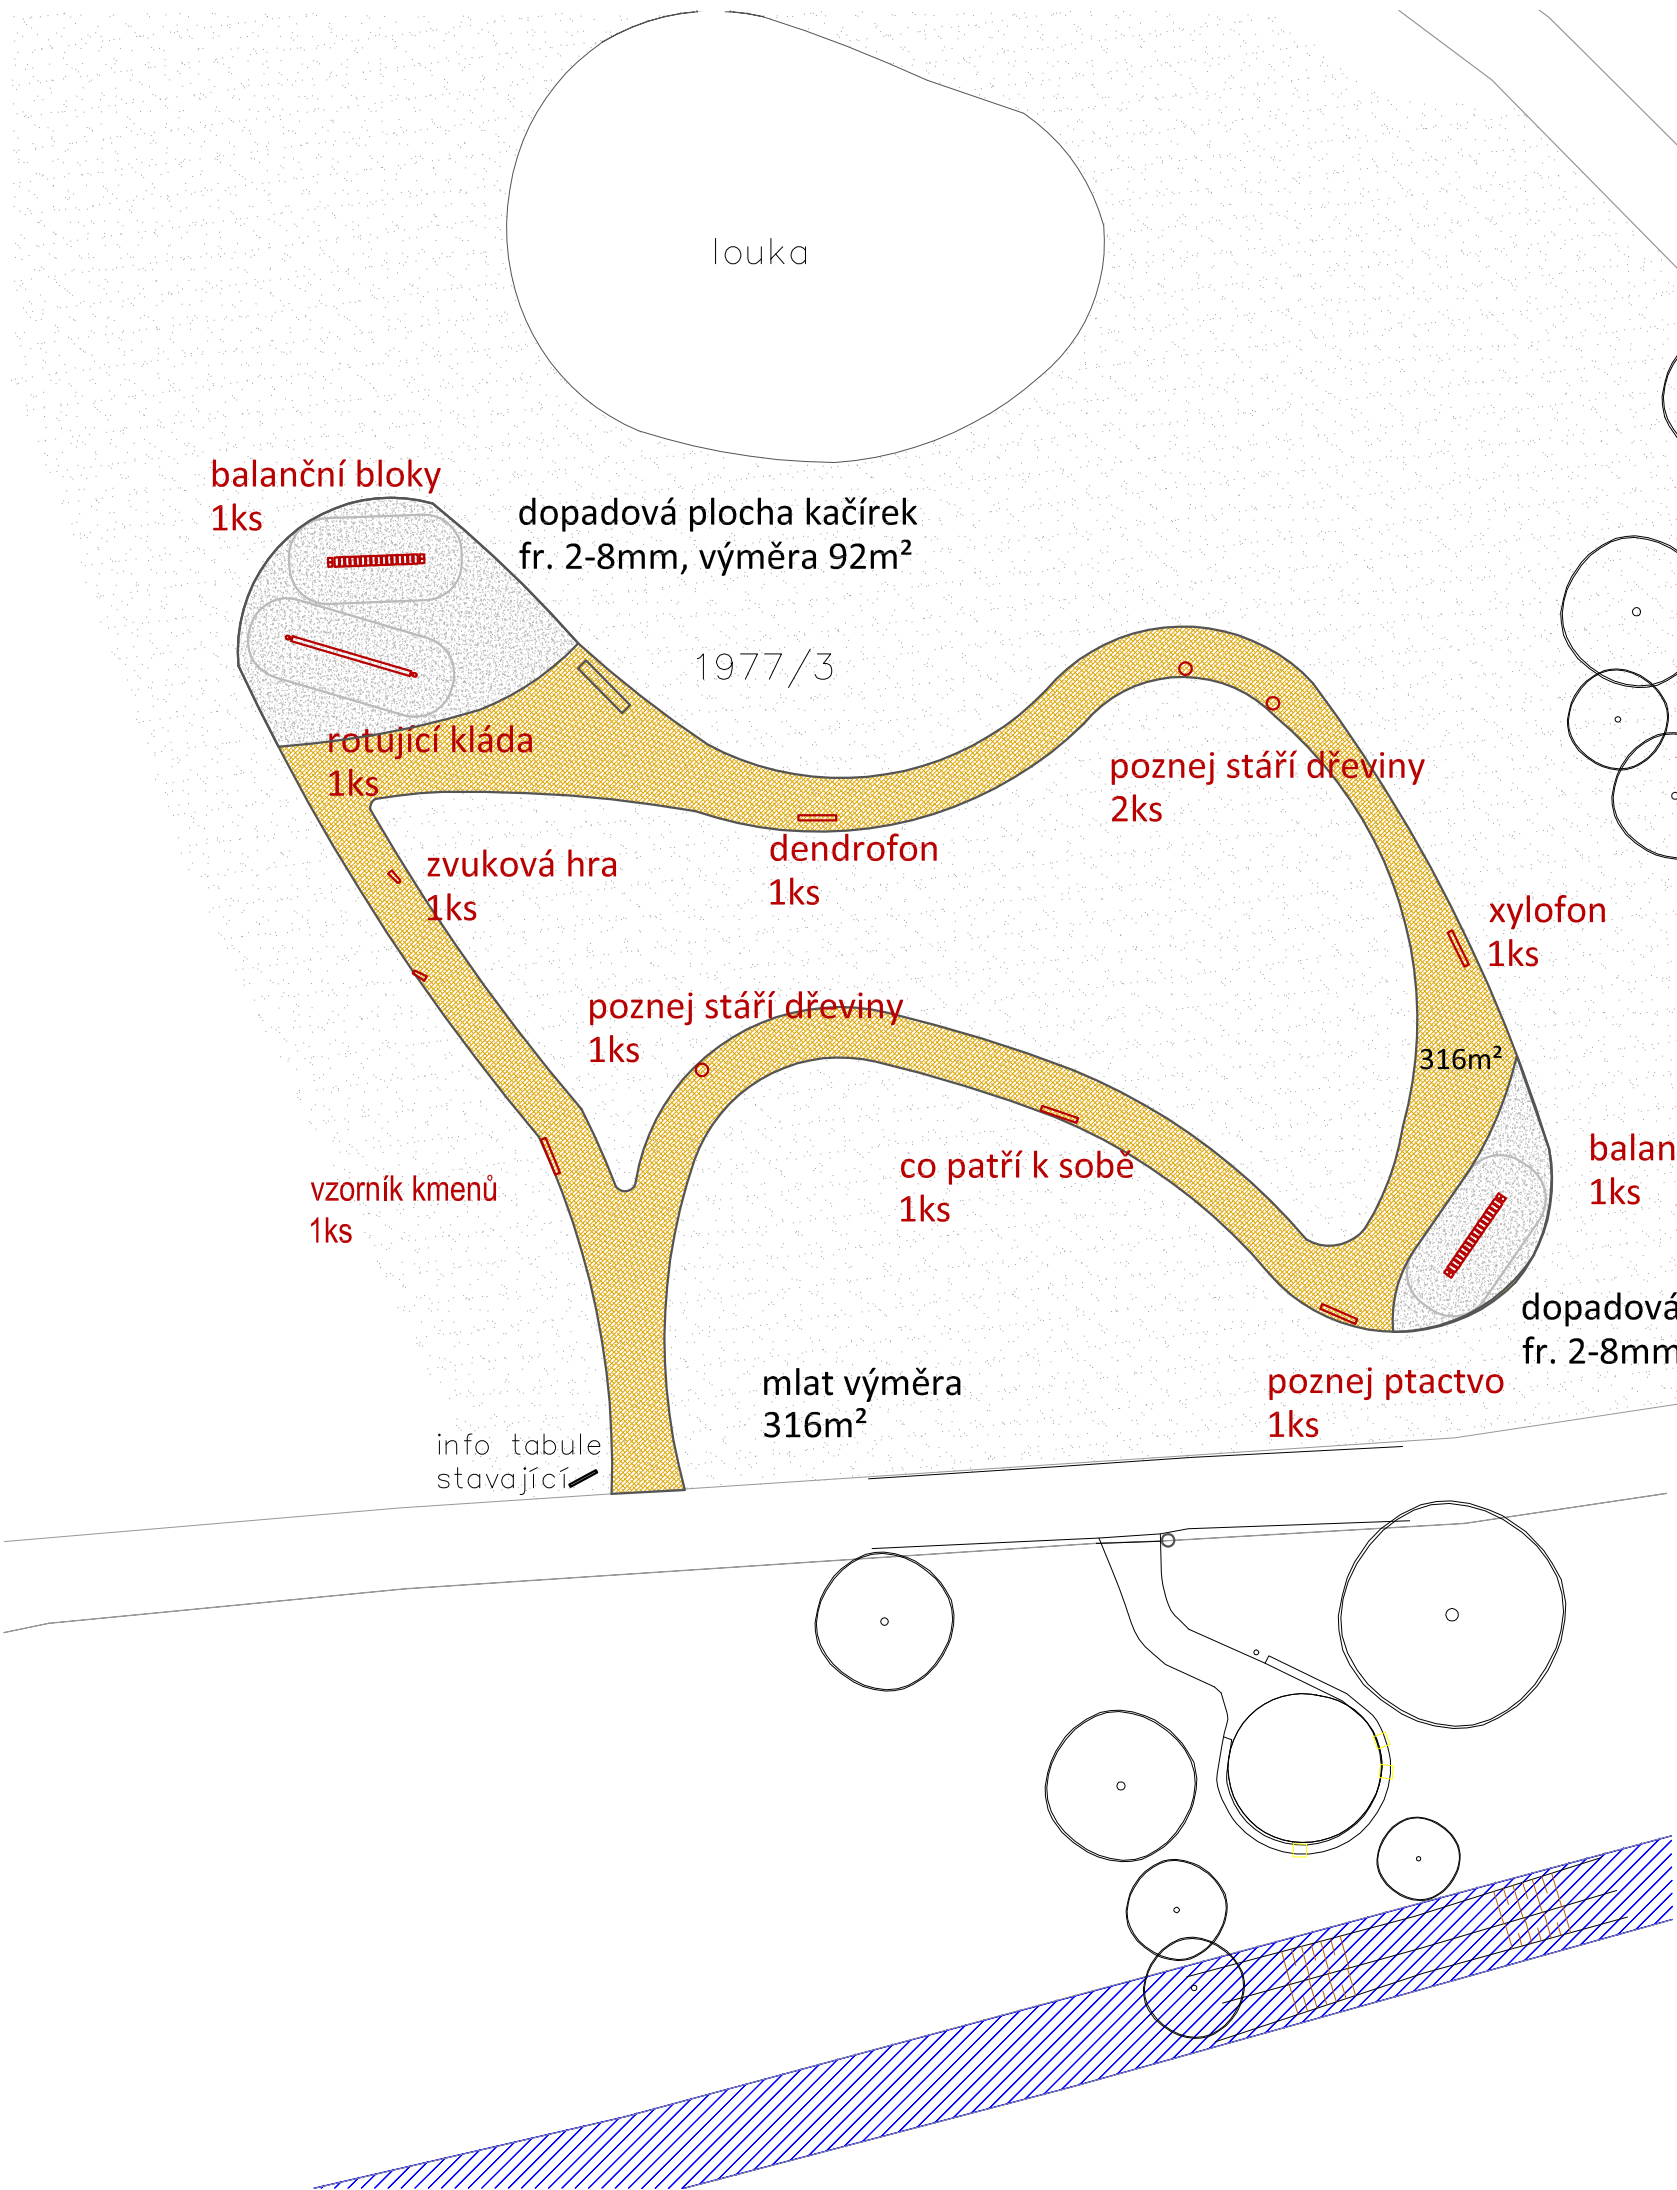 louka
balanční bloky
1ks
dopadová plocha kačírek
fr. 2-8mm, výměra 92m²
1977/3
rotující kláda
1ks
poznej stáří dřeviny
2ks
dendrofon
1ks
zvuková hra
1ks
xylofon
1ks
poznej stáří dřeviny
1ks
316m²
co patří k sobě
1ks
balan
1ks
vzorník kmenů
1ks
dopadová
fr. 2-8mm
mlat výměra
316m²
poznej ptactvo
1ks
info tabule
stavající